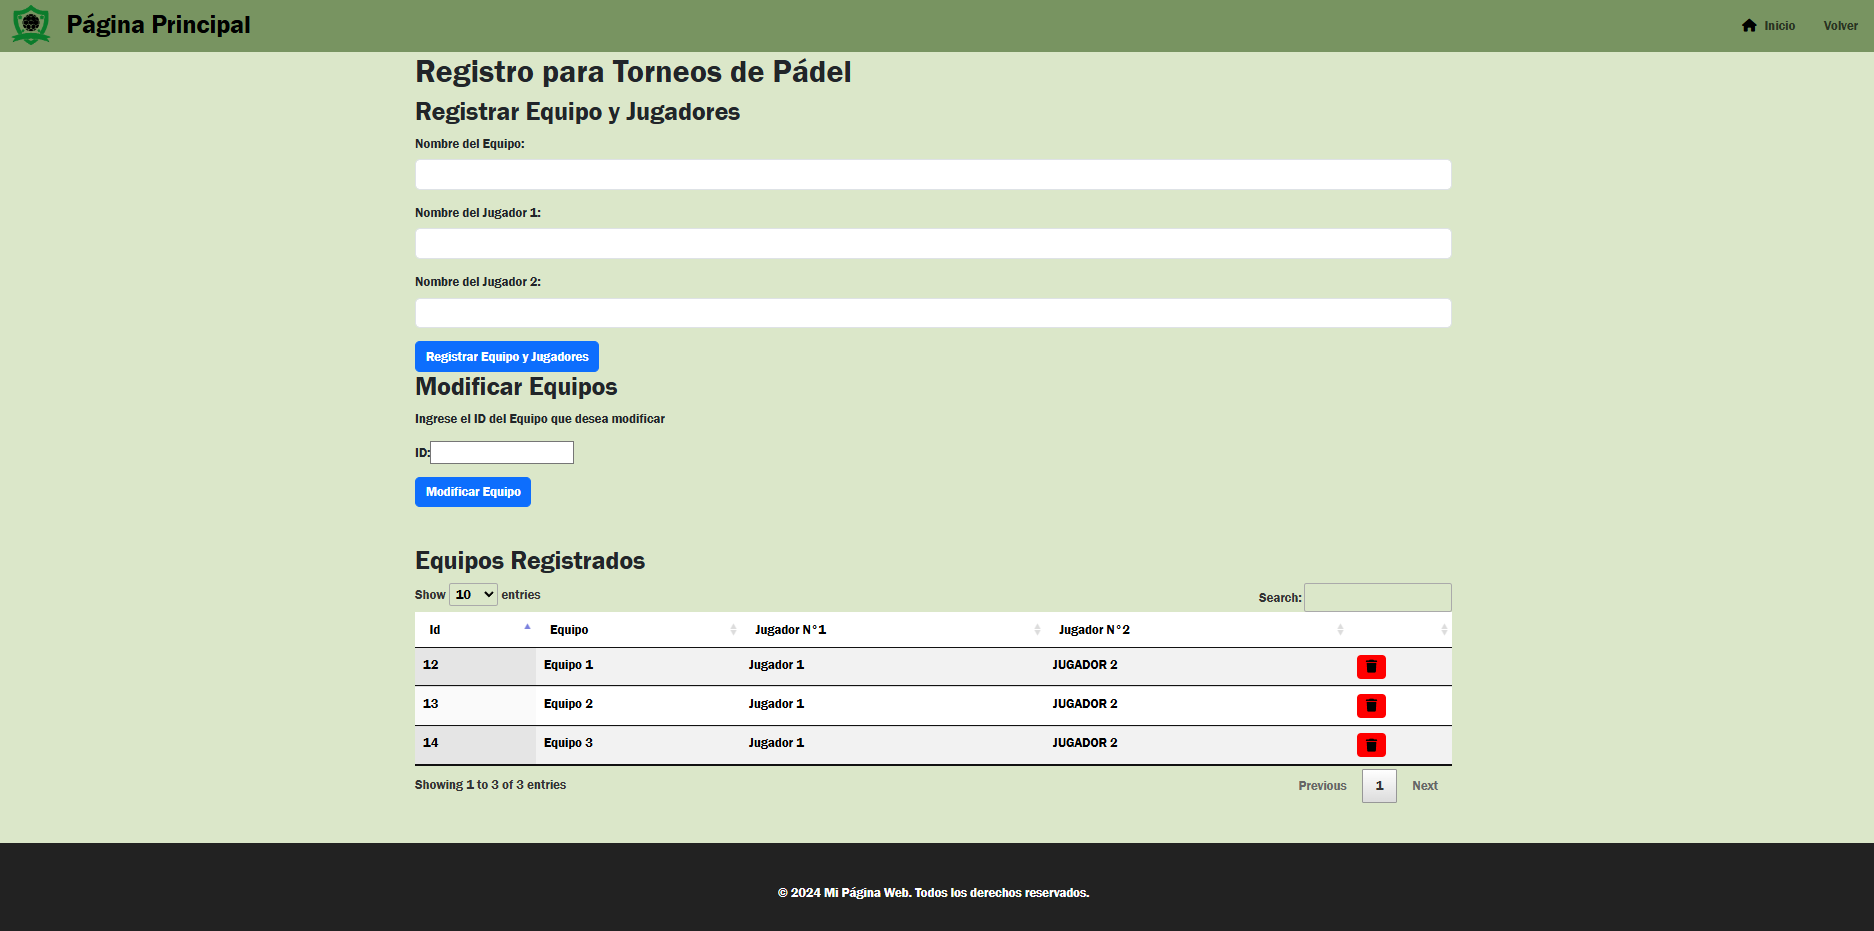 Página Principal
Inicio
Volver
Registro para Torneos de Pádel
Registrar Equipo y Jugadores
Nombre del Equipo:
Nombre del Jugador 1:
Nombre del Jugador 2:
Registrar Equipo y Jugadores
Modificar Equipos
Ingrese el ID del Equipo que desea modificar
ID:
Modificar Equipo
Equipos Registrados
Show 10 entries
Search:
Id Equipo Jugador N°1 Jugador N°2
12 Equipo 1 Jugador 1 JUGADOR 2
13 Equipo 2 Jugador 1 JUGADOR 2
14 Equipo 3 Jugador 1 JUGADOR 2
Showing 1 to 3 of 3 entries
Previous 1 Next
© 2024 Mi Página Web. Todos los derechos reservados.